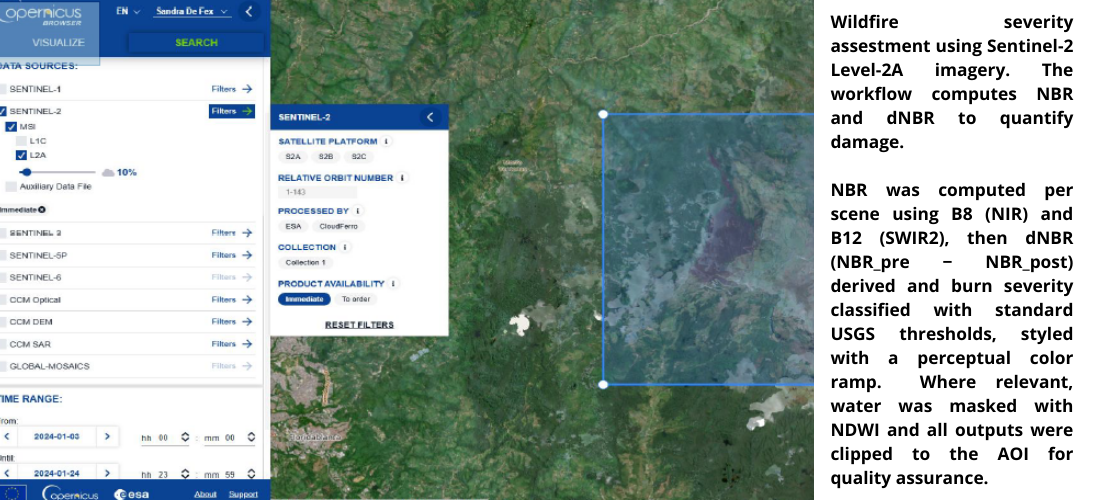 opernicus
BROWSER
EN
Sandra De Fex
VISUALIZE
SEARCH
DATA SOURCES:
SENTINEL-1 Filters
SENTINEL-2 Filters
MSI
L1C
L2A
10%
Auxiliary Data File
Immediate
SENTINEL 3 Filters
SENTINEL-5P Filters
SENTINEL-6 Filters
CCM Optical Filters
CCM DEM Filters
CCM SAR Filters
GLOBAL-MOSAICS Filters
TIME RANGE:
From:
2024-01-03 hh 00 : mm 00
Until:
2024-01-24 hh 23 : mm 59
opernicus esa About Support
SENTINEL-2
SATELLITE PLATFORM i
S2A S2B S2C
RELATIVE ORBIT NUMBER i
1-143
PROCESSED BY i
ESA CloudFerro
COLLECTION i
Collection 1
PRODUCT AVAILABILITY i
Immediate To order
RESET FILTERS
Floridablanca
Wildfire severity
assestment using Sentinel-2
Level-2A imagery. The
workflow computes NBR
and dNBR to quantify
damage.
NBR was computed per
scene using B8 (NIR) and
B12 (SWIR2), then dNBR
(NBR_pre − NBR_post)
derived and burn severity
classified with standard
USGS thresholds, styled
with a perceptual color
ramp. Where relevant,
water was masked with
NDWI and all outputs were
clipped to the AOI for
quality assurance.